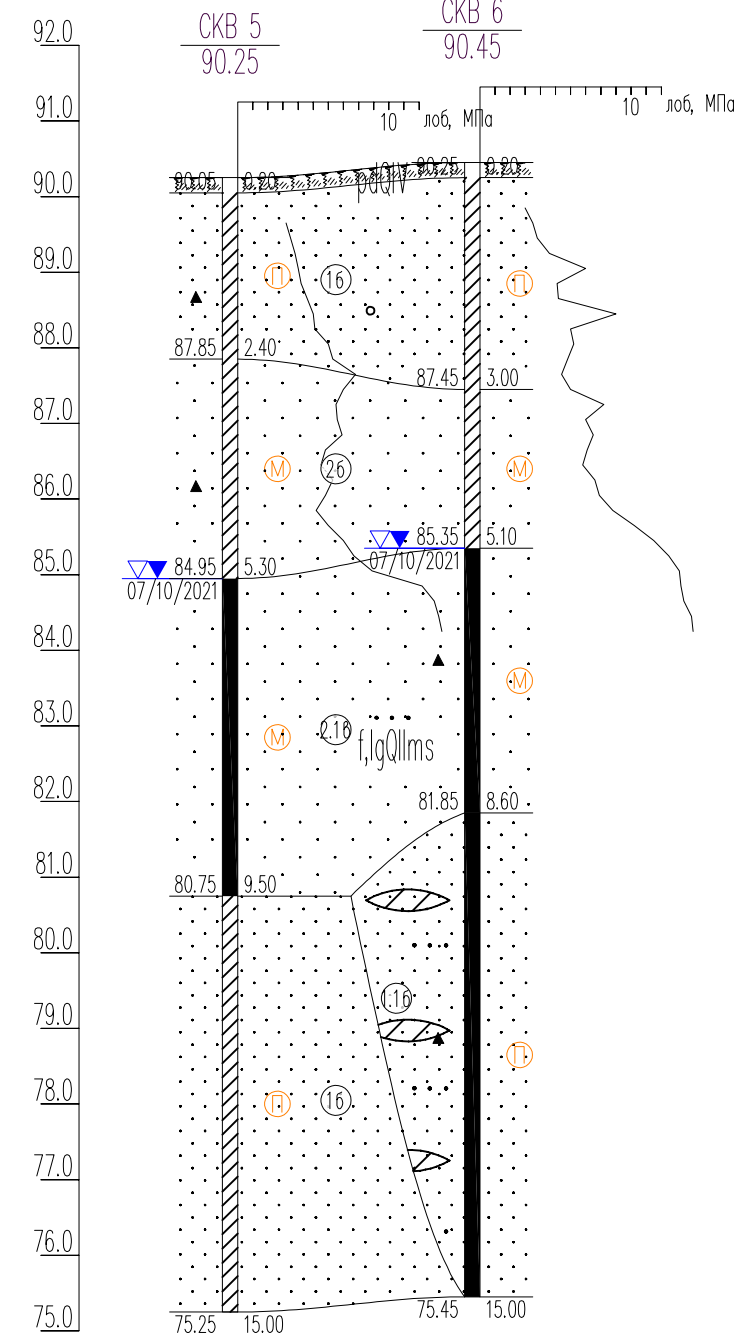 СКВ 5
90.25
СКВ 6
90.45
92.0
91.0
90.0
89.0
88.0
87.0
86.0
85.0
84.0
83.0
82.0
81.0
80.0
79.0
78.0
77.0
76.0
75.0
10 лоб, МПа
10 лоб, МПа
90.05 0.20
90.25 0.20
pdQIV
П
1б
П
87.85 2.40
87.45 3.00
М
2б
М
85.35 5.10
07/10/2021
84.95 5.30
07/10/2021
М
М
2.1б
f,lgQIIms
81.85 8.60
80.75 9.50
1.1б
П
П
1б
75.25 15.00
75.45 15.00